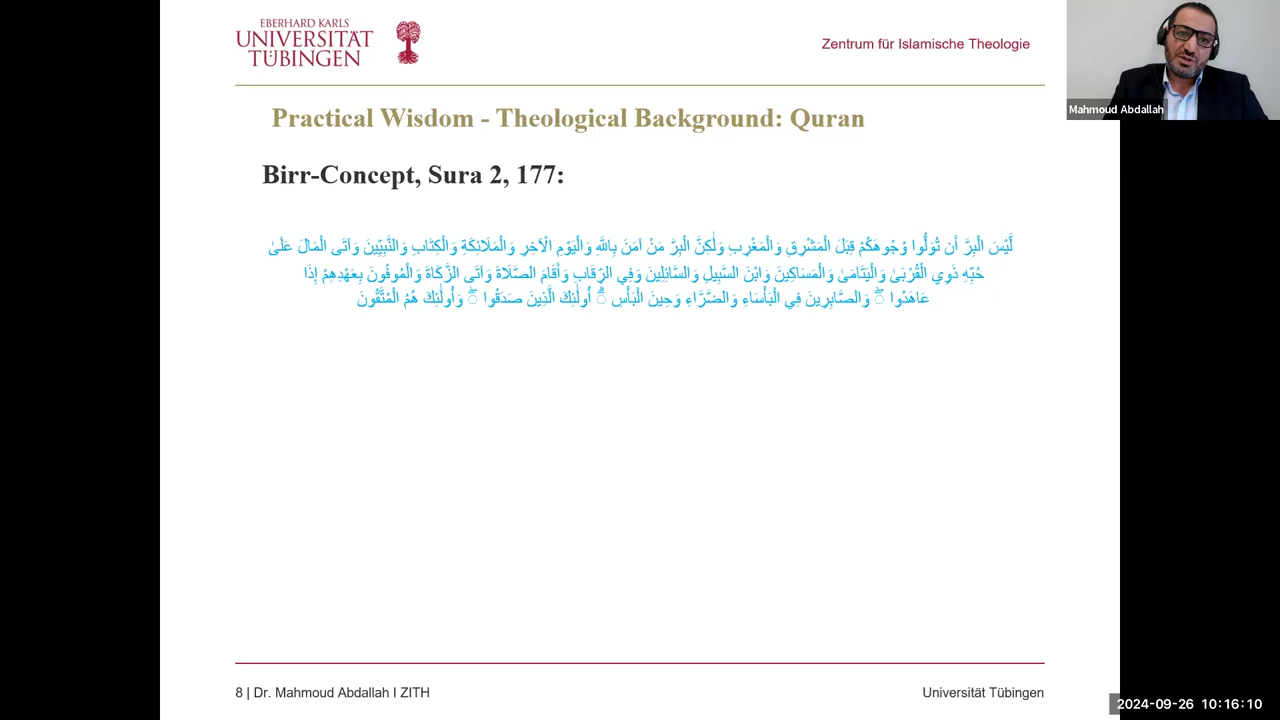 EBERHARD KARLS
UNIVERSITÄT
TÜBINGEN
Zentrum für Islamische Theologie
Mahmoud Abdallah
Practical Wisdom - Theological Background: Quran
Birr-Concept, Sura 2, 177:
لَّيْسَ الْبِرَّ أَن تُوَلُّوا وُجُوهَكُمْ قِبَلَ الْمَشْرِقِ وَالْمَغْرِبِ وَلَٰكِنَّ الْبِرَّ مَنْ آمَنَ بِاللَّهِ وَالْيَوْمِ الْآخِرِ وَالْمَلَائِكَةِ وَالْكِتَابِ وَالنَّبِيِّينَ وَآتَى الْمَالَ عَلَىٰ
حُبِّهِ ذَوِي الْقُرْبَىٰ وَالْيَتَامَىٰ وَالْمَسَاكِينَ وَابْنَ السَّبِيلِ وَالسَّائِلِينَ وَفِي الرِّقَابِ وَأَقَامَ الصَّلَاةَ وَآتَى الزَّكَاةَ وَالْمُوفُونَ بِعَهْدِهِمْ إِذَا
عَاهَدُوا ۖ وَالصَّابِرِينَ فِي الْبَأْسَاءِ وَالضَّرَّاءِ وَحِينَ الْبَأْسِ ۗ أُولَٰئِكَ الَّذِينَ صَدَقُوا ۖ وَأُولَٰئِكَ هُمُ الْمُتَّقُونَ
8 | Dr. Mahmoud Abdallah I ZITH
Universität Tübingen
2024-09-26 10:16:10